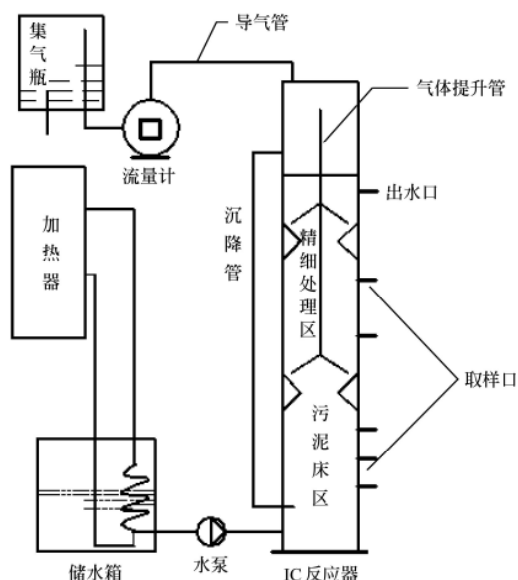 导气管
集气瓶
气体提升管
流量计
出水口
加热器
沉降管
精细处理区
取样口
污泥床区
水泵
储水箱
IC反应器